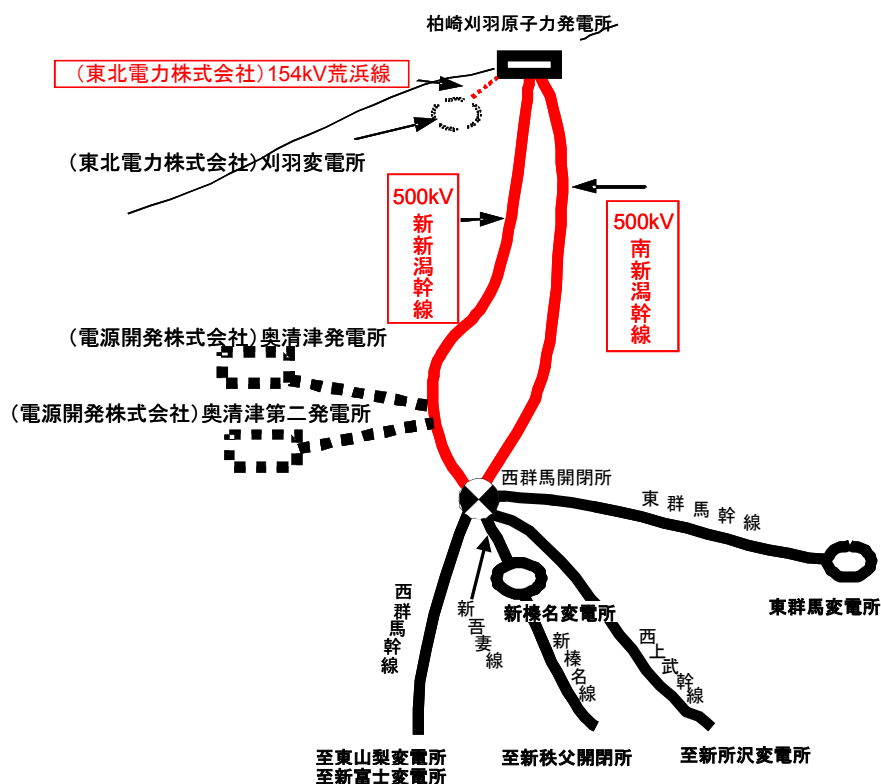 柏崎刈羽原子力発電所
(東北電力株式会社)154kV荒浜線
(東北電力株式会社)刈羽変電所
500kV
新新潟幹線
500kV
南新潟幹線
(電源開発株式会社)奥清津発電所
(電源開発株式会社)奥清津第二発電所
西群馬開閉所
東群馬幹線
東群馬変電所
西群馬幹線
新吾妻線
新榛名変電所
新榛名線
西上武幹線
至東山梨変電所
至新富士変電所
至新秩父開閉所
至新所沢変電所